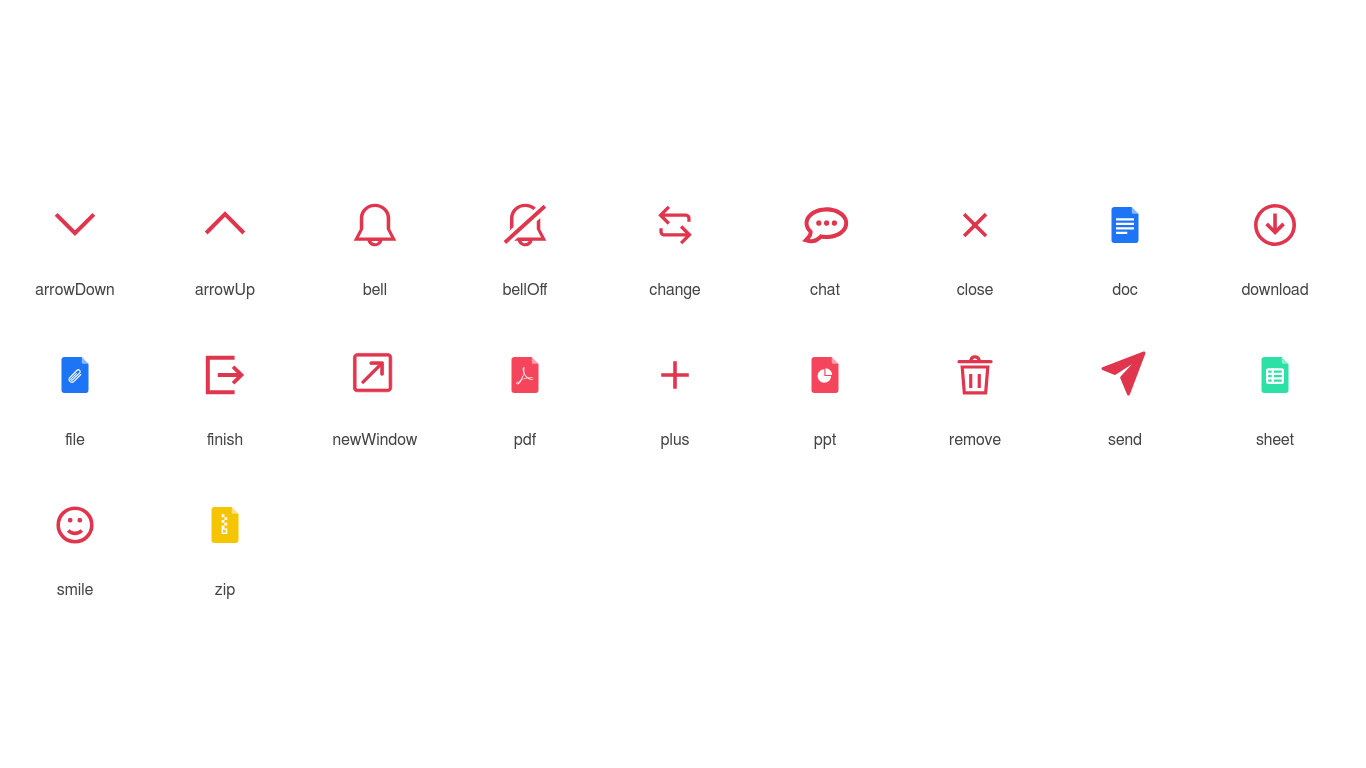 arrowDown arrowUp bell bellOff change chat close doc download
file finish newWindow pdf plus ppt remove send sheet
smile zip